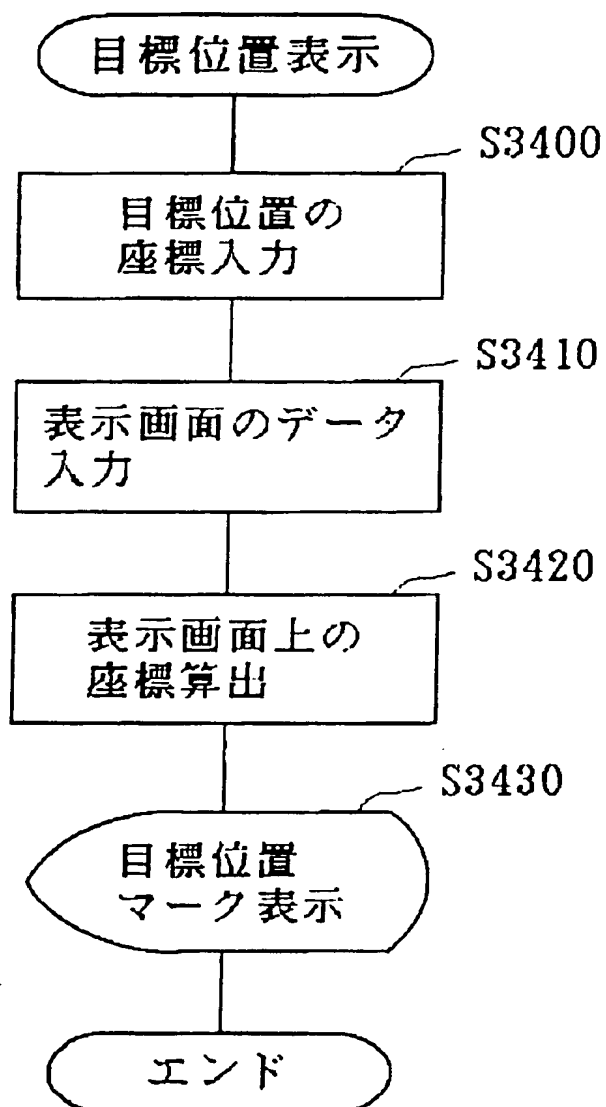 目標位置表示
S3400
目標位置の
座標入力
S3410
表示画面のデータ
入力
S3420
表示画面上の
座標算出
S3430
目標位置
マーク表示
エンド